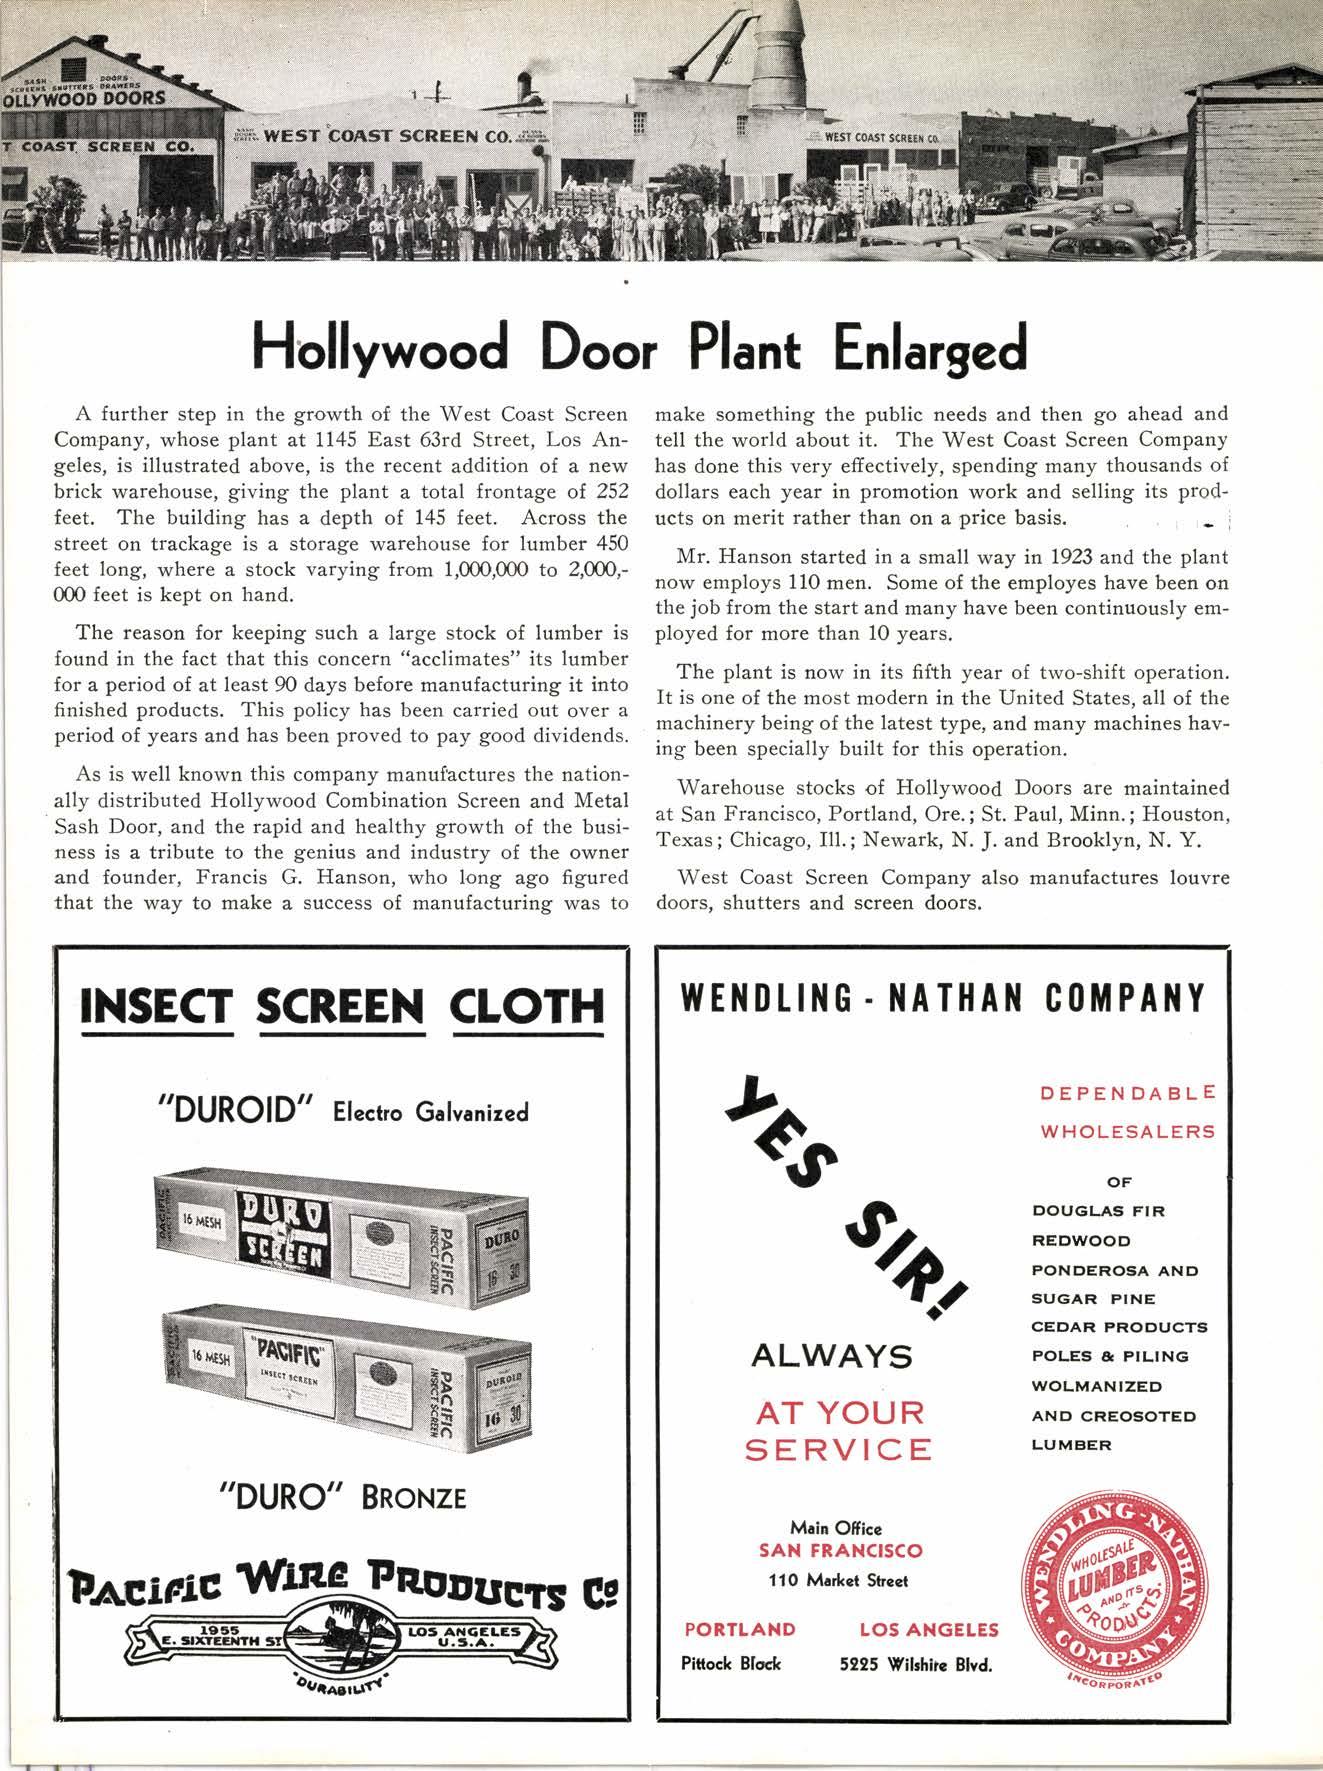 SASH DOORS
SCREENS SHUTTERS DRAWERS
OLLYWOOD DOORS
T COAST SCREEN CO.
WEST COAST SCREEN CO.
WEST COAST SCREEN CO.
Hollywood Door Plant Enlarged
A further step in the growth of the West Coast Screen
Company, whose plant at 1145 East 63rd Street, Los An-
geles, is illustrated above, is the recent addition of a new
brick warehouse, giving the plant a total frontage of 252
feet. The building has a depth of 145 feet. Across the
street on trackage is a storage warehouse for lumber 450
feet long, where a stock varying from 1,000,000 to 2,000,-
000 feet is kept on hand.
The reason for keeping such a large stock of lumber is
found in the fact that this concern "acclimates" its lumber
for a period of at least 90 days before manufacturing it into
finished products. This policy has been carried out over a
period of years and has been proved to pay good dividends.
As is well known this company manufactures the nation-
ally distributed Hollywood Combination Screen and Metal
Sash Door, and the rapid and healthy growth of the busi-
ness is a tribute to the genius and industry of the owner
and founder, Francis G. Hanson, who long ago figured
that the way to make a success of manufacturing was to
make something the public needs and then go ahead and
tell the world about it. The West Coast Screen Company
has done this very effectively, spending many thousands of
dollars each year in promotion work and selling its prod-
ucts on merit rather than on a price basis.
Mr. Hanson started in a small way in 1923 and the plant
now employs 110 men. Some of the employes have been on
the job from the start and many have been continuously em-
ployed for more than 10 years.
The plant is now in its fifth year of two-shift operation.
It is one of the most modern in the United States, all of the
machinery being of the latest type, and many machines hav-
ing been specially built for this operation.
Warehouse stocks of Hollywood Doors are maintained
at San Francisco, Portland, Ore.; St. Paul, Minn.; Houston,
Texas; Chicago, Ill.; Newark, N. J. and Brooklyn, N. Y.
West Coast Screen Company also manufactures louvre
doors, shutters and screen doors.
INSECT SCREEN CLOTH
"DUROID" Electro Galvanized
PACIFIC
16 MESH
DURO
SCREEN
PACIFIC
INSECT SCREEN
DURO
16 30
16 MESH
"PACIFIC"
INSECT SCREEN
PACIFIC
INSECT SCREEN
DUROID
16 30
"DURO" BRONZE
PACIFIC WIRE PRODUCTS Co
1955
E. SIXTEENTH ST
LOS ANGELES
U.S.A.
"DURABILITY"
WENDLING - NATHAN COMPANY
YES SIR!
ALWAYS
AT YOUR
SERVICE
DEPENDABLE
WHOLESALERS
OF
DOUGLAS FIR
REDWOOD
PONDEROSA AND
SUGAR PINE
CEDAR PRODUCTS
POLES & PILING
WOLMANIZED
AND CREOSOTED
LUMBER
Main Office
SAN FRANCISCO
110 Market Street
PORTLAND
Pittock Block
LOS ANGELES
5225 Wilshire Blvd.
WENDLING-NATHAN
COMPANY
WHOLESALE
LUMBER
AND ITS
PRODUCTS.
INCORPORATED